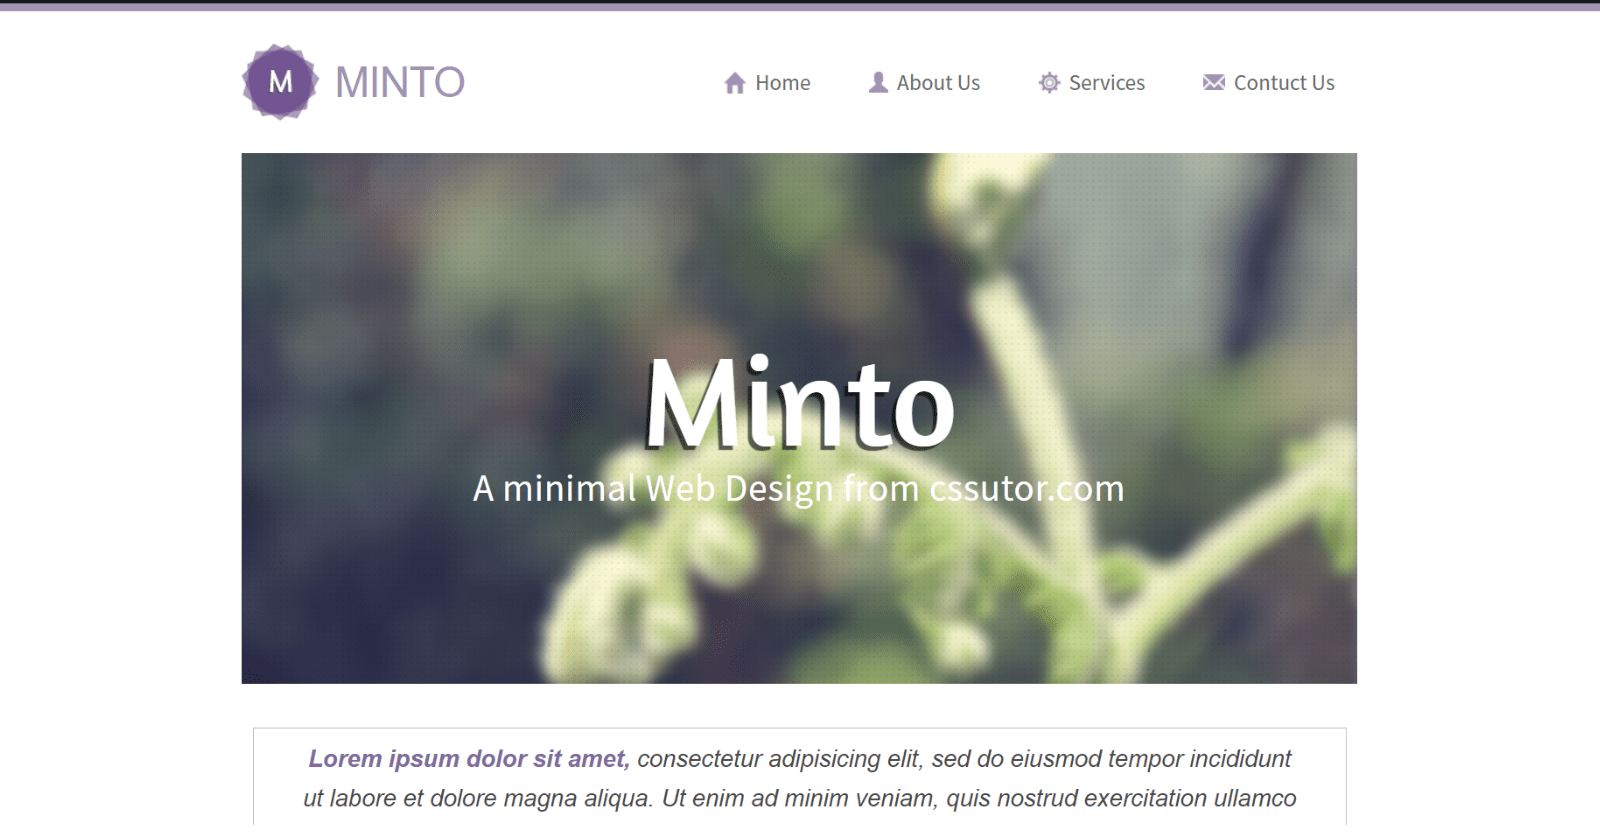 M MINTO
Home About Us Services Contuct Us
Minto
A minimal Web Design from cssutor.com
Lorem ipsum dolor sit amet, consectetur adipisicing elit, sed do eiusmod tempor incididunt
ut labore et dolore magna aliqua. Ut enim ad minim veniam, quis nostrud exercitation ullamco